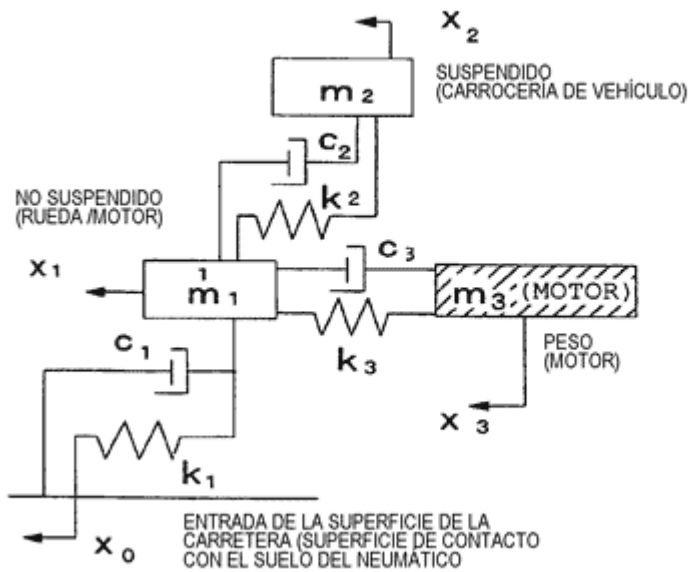 x2
SUSPENDIDO
(CARROCERÍA DE VEHÍCULO)
m2
c2
k2
NO SUSPENDIDO
(RUEDA /MOTOR)
x1
1
m1
c3
k3
m3 (MOTOR)
PESO
(MOTOR)
x3
c1
k1
x0
ENTRADA DE LA SUPERFICIE DE LA
CARRETERA (SUPERFICIE DE CONTACTO
CON EL SUELO DEL NEUMÁTICO